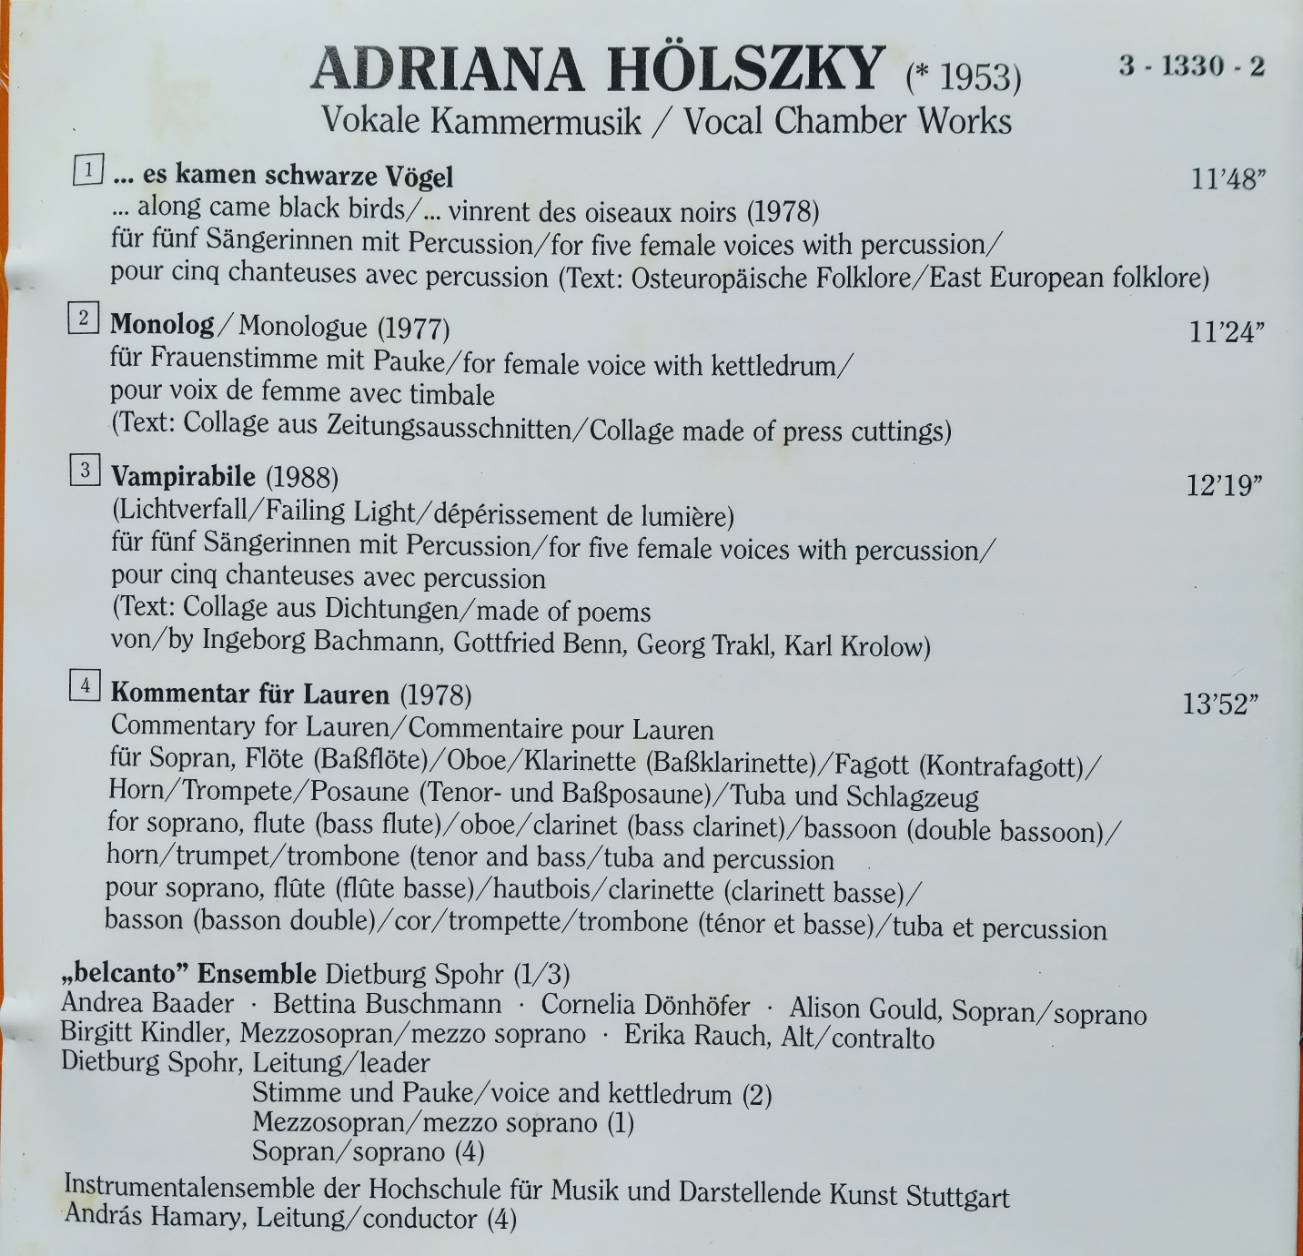 ADRIANA HÖLSZKY (* 1953) 3 - 1330 - 2
Vokale Kammermusik / Vocal Chamber Works
1 ... es kamen schwarze Vögel 11'48”
... along came black birds/... vinrent des oiseaux noirs (1978)
für fünf Sängerinnen mit Percussion/for five female voices with percussion/
pour cinq chanteuses avec percussion (Text: Osteuropäische Folklore/East European folklore)
2 Monolog/Monologue (1977) 11'24”
für Frauenstimme mit Pauke/for female voice with kettledrum/
pour voix de femme avec timbale
(Text: Collage aus Zeitungsausschnitten/Collage made of press cuttings)
3 Vampirabile (1988) 12'19”
(Lichtverfall/Failing Light/dépérissement de lumière)
für fünf Sängerinnen mit Percussion/for five female voices with percussion/
pour cinq chanteuses avec percussion
(Text: Collage aus Dichtungen/made of poems
von/by Ingeborg Bachmann, Gottfried Benn, Georg Trakl, Karl Krolow)
4 Kommentar für Lauren (1978) 13'52”
Commentary for Lauren/Commentaire pour Lauren
für Sopran, Flöte (Baßflöte)/Oboe/Klarinette (Baßklarinette)/Fagott (Kontrafagott)/
Horn/Trompete/Posaune (Tenor- und Baßposaune)/Tuba und Schlagzeug
for soprano, flute (bass flute)/oboe/clarinet (bass clarinet)/bassoon (double bassoon)/
horn/trumpet/trombone (tenor and bass/tuba and percussion
pour soprano, flûte (flûte basse)/hautbois/clarinette (clarinett basse)/
basson (basson double)/cor/trompette/trombone (ténor et basse)/tuba et percussion
„belcanto” Ensemble Dietburg Spohr (1/3)
Andrea Baader · Bettina Buschmann · Cornelia Dönhöfer · Alison Gould, Sopran/soprano
Birgitt Kindler, Mezzosopran/mezzo soprano · Erika Rauch, Alt/contralto
Dietburg Spohr, Leitung/leader
Stimme und Pauke/voice and kettledrum (2)
Mezzosopran/mezzo soprano (1)
Sopran/soprano (4)
Instrumentalensemble der Hochschule für Musik und Darstellende Kunst Stuttgart
András Hamary, Leitung/conductor (4)